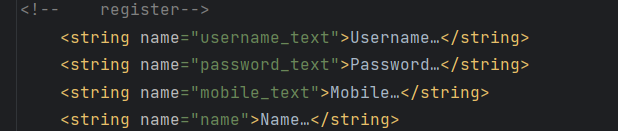 <!--    register-->
<string name="username_text">Username…</string>
<string name="password_text">Password…</string>
<string name="mobile_text">Mobile…</string>
<string name="name">Name…</string>